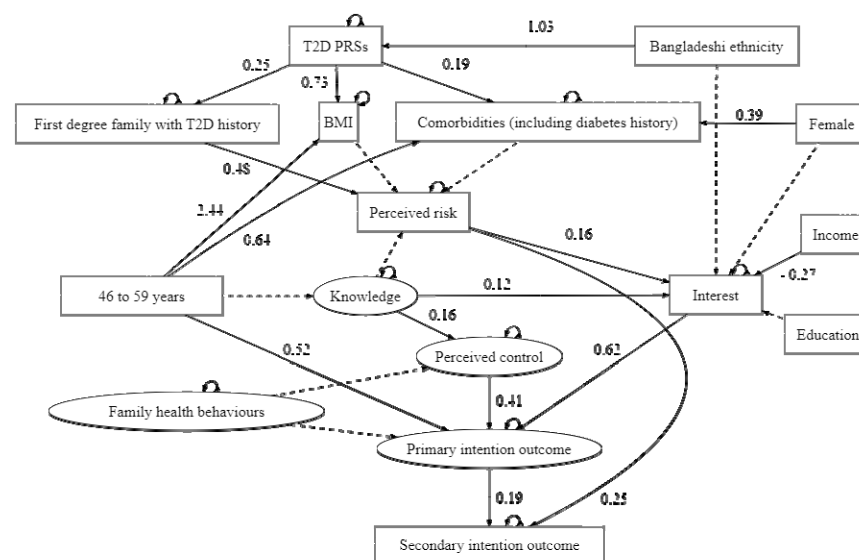 1.03
T2D PRSs
Bangladeshi ethnicity
0.25
0.73
0.19
First degree family with T2D history
BMI
Comorbidities (including diabetes history)
0.39
Female
0.48
2.44
0.64
Perceived risk
0.16
Income
46 to 59 years
Knowledge
0.12
Interest
- 0.27
0.16
Education
0.52
Perceived control
0.62
Family health behaviours
0.41
Primary intention outcome
0.19
0.25
Secondary intention outcome